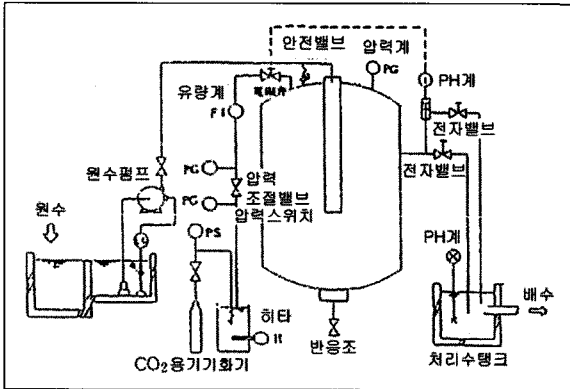 안전밸브
압력계
PG
PH계
電磁弁
유량계
FI
전자밸브
원수펌프
PG
압력
조절밸브
전자밸브
PG
압력스위치
원수
PS
PH계
배수
히타
H
CO₂용기기화기
반응조
처리수탱크